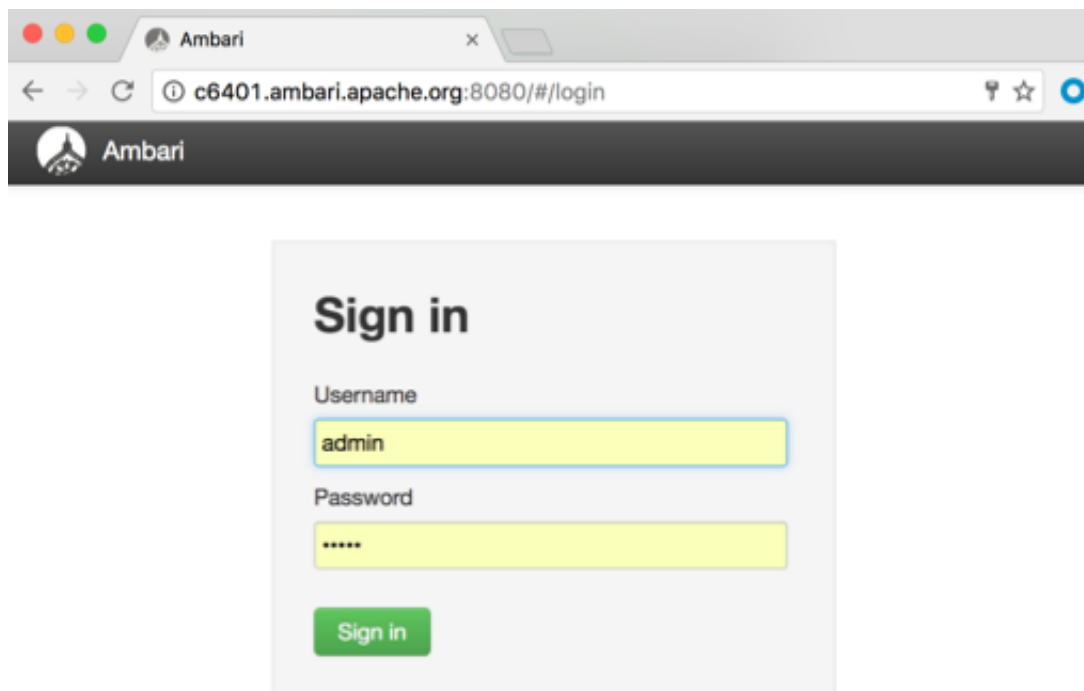 Ambari
c6401.ambari.apache.org:8080/#/login
Ambari
Sign in
Username
admin
Password
•••••
Sign in